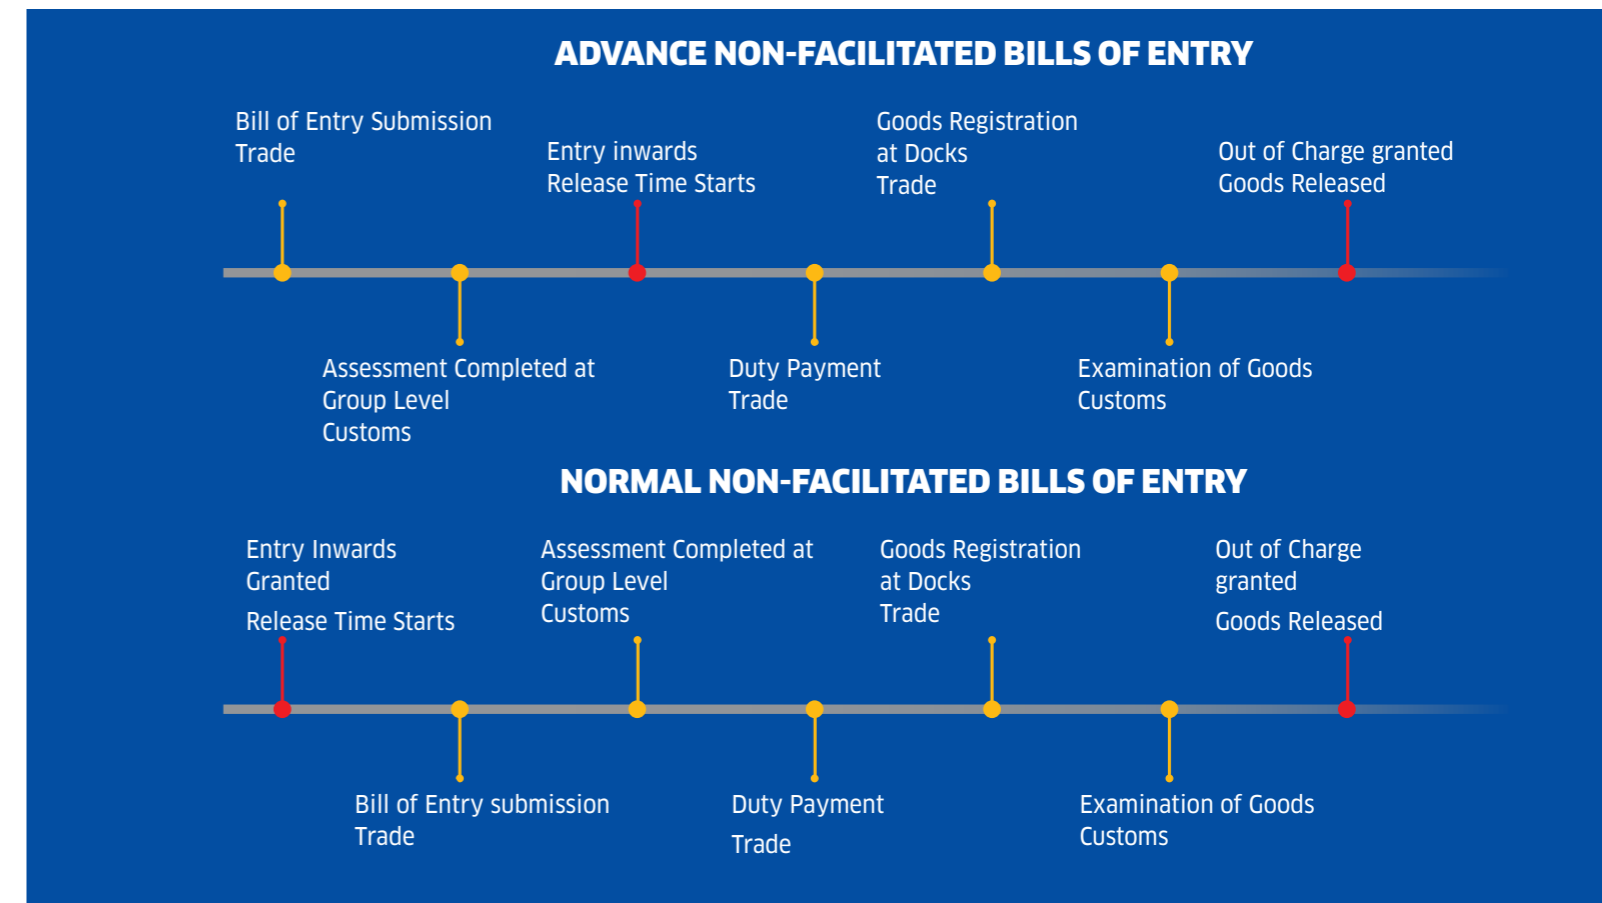 ADVANCE NON-FACILITATED BILLS OF ENTRY
Bill of Entry Submission
Trade
Entry inwards
Release Time Starts
Goods Registration
at Docks
Trade
Out of Charge granted
Goods Released
Assessment Completed at
Group Level
Customs
Duty Payment
Trade
Examination of Goods
Customs
NORMAL NON-FACILITATED BILLS OF ENTRY
Entry Inwards
Granted
Release Time Starts
Assessment Completed at
Group Level
Customs
Goods Registration
at Docks
Trade
Out of Charge
granted
Goods Released
Bill of Entry submission
Trade
Duty Payment
Trade
Examination of Goods
Customs